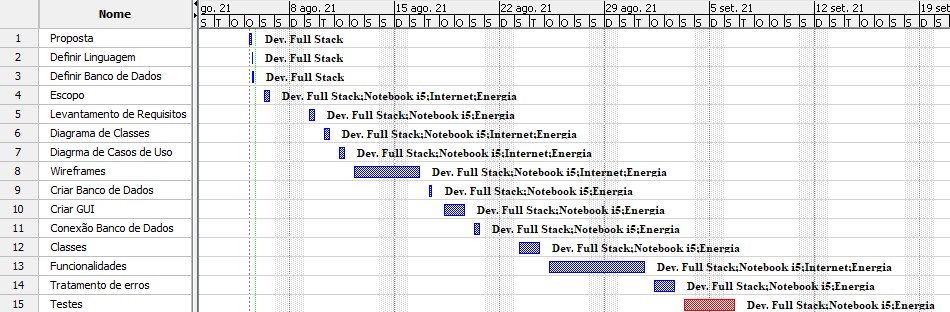 Nome
go. 21 8 ago. 21 15 ago. 21 22 ago. 21 29 ago. 21 5 set. 21 12 set. 21 19 set
S T O O S S D S T O O S S D S T O O S S D S T O O S S D S T O O S S D S T O O S S D S T O O S S D S
1 Proposta Dev. Full Stack
2 Definir Linguagem Dev. Full Stack
3 Definir Banco de Dados Dev. Full Stack
4 Escopo Dev. Full Stack;Notebook i5;Internet;Energia
5 Levantamento de Requisitos Dev. Full Stack;Notebook i5;Energia
6 Diagrama de Classes Dev. Full Stack;Notebook i5;Internet;Energia
7 Diagrma de Casos de Uso Dev. Full Stack;Notebook i5;Internet;Energia
8 Wireframes Dev. Full Stack;Notebook i5;Internet;Energia
9 Criar Banco de Dados Dev. Full Stack;Notebook i5;Energia
10 Criar GUI Dev. Full Stack;Notebook i5;Energia
11 Conexão Banco de Dados Dev. Full Stack;Notebook i5;Energia
12 Classes Dev. Full Stack;Notebook i5;Energia
13 Funcionalidades Dev. Full Stack;Notebook i5;Internet;Energia
14 Tratamento de erros Dev. Full Stack;Notebook i5;Energia
15 Testes Dev. Full Stack;Notebook i5;Energia